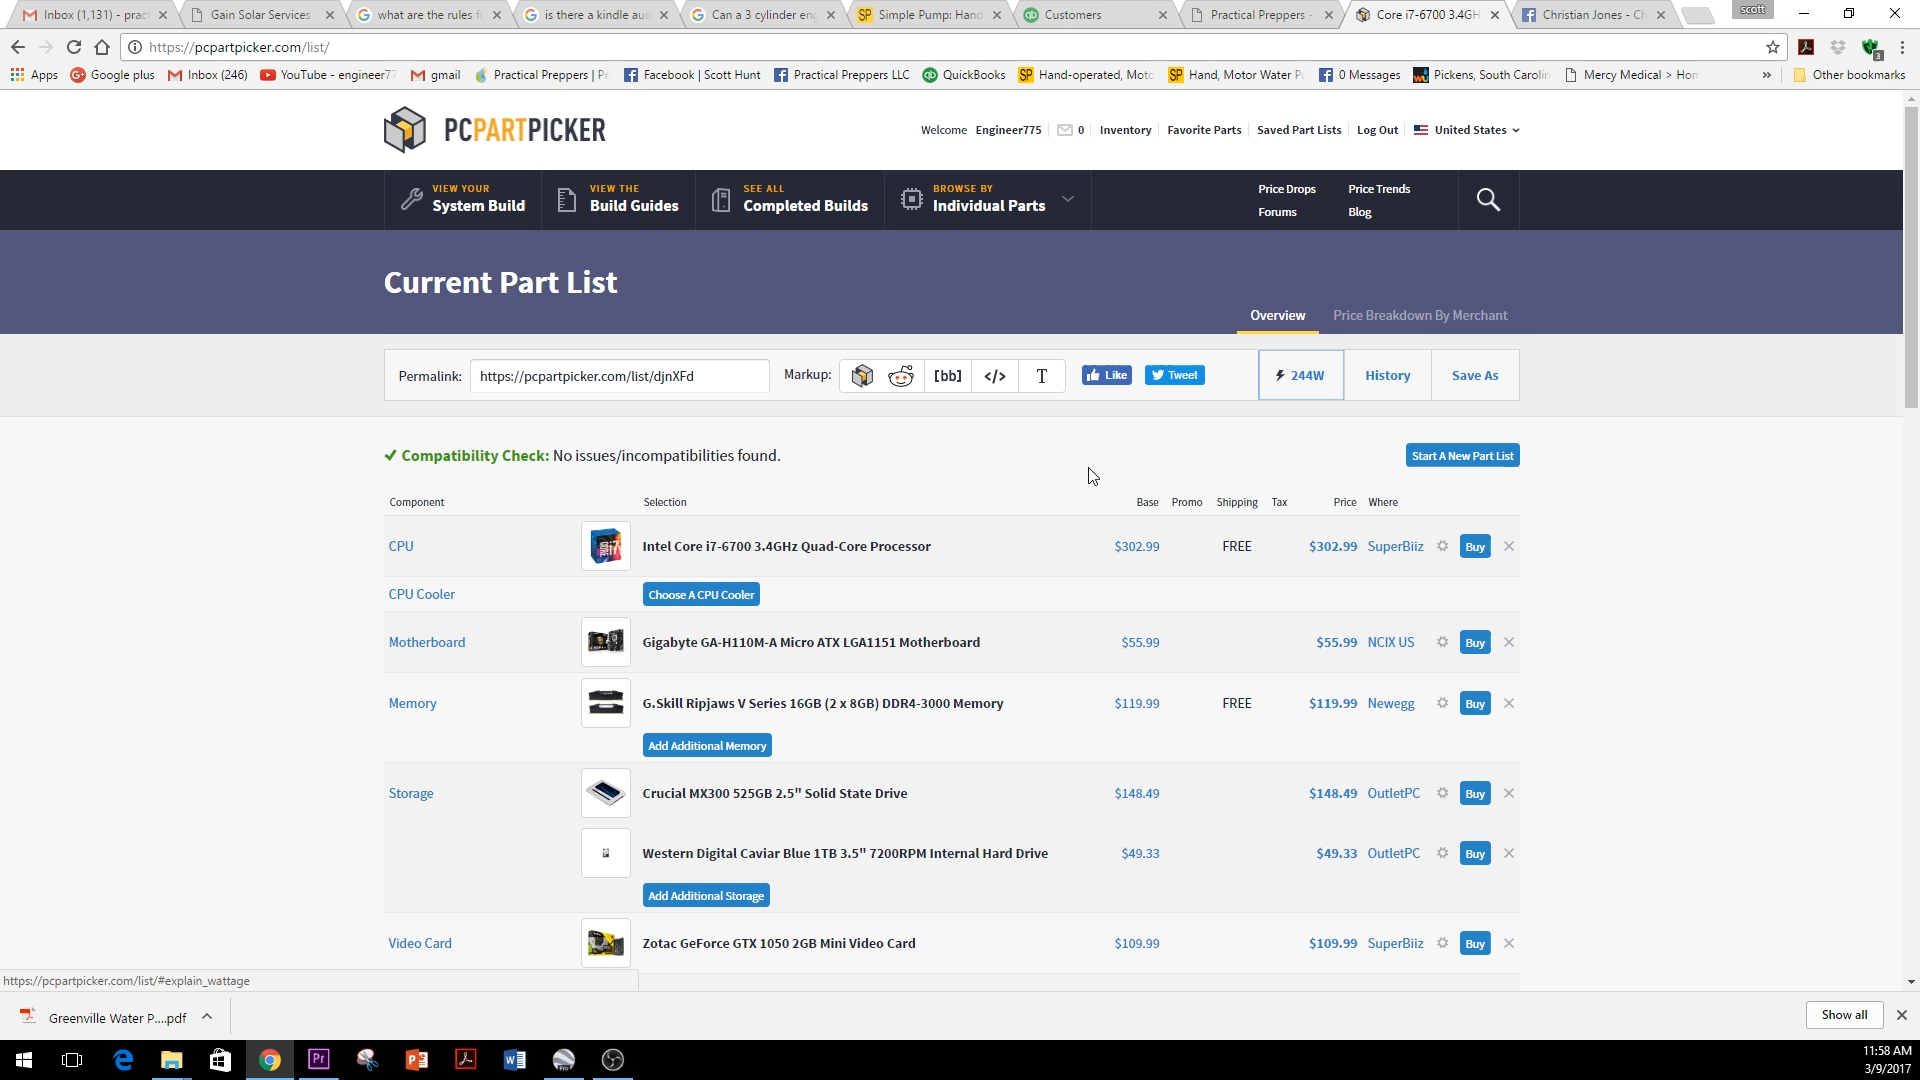 Inbox (1,131) - prac
Gain Solar Services -
what are the rules fo
is there a kindle aud
Can a 3 cylinder eng
SP Simple Pump: Hand
Customers
Practical Preppers -
Core i7-6700 3.4GH
Christian Jones - Ch
scott
https://pcpartpicker.com/list/
3
Apps
Google plus
Inbox (246)
YouTube - engineer77
gmail
Practical Preppers | Pr
Facebook | Scott Hunt
Practical Preppers LLC
QuickBooks
SP Hand-operated, Moto
SP Hand, Motor Water Pu
0 Messages
Pickens, South Carolin
Mercy Medical > Hom
»
Other bookmarks
PCPARTPICKER
Welcome Engineer775
0
Inventory
Favorite Parts
Saved Part Lists
Log Out
United States
VIEW YOUR
System Build
VIEW THE
Build Guides
SEE ALL
Completed Builds
BROWSE BY
Individual Parts
Price Drops
Price Trends
Forums
Blog
Current Part List
Overview
Price Breakdown By Merchant
Permalink: https://pcpartpicker.com/list/djnXFd
Markup: [bb] </> T
Like
Tweet
244W
History
Save As
Compatibility Check: No issues/incompatibilities found.
Start A New Part List
Component Selection Base Promo Shipping Tax Price Where
CPU Intel Core i7-6700 3.4GHz Quad-Core Processor $302.99 FREE $302.99 SuperBiiz Buy
CPU Cooler Choose A CPU Cooler
Motherboard Gigabyte GA-H110M-A Micro ATX LGA1151 Motherboard $55.99 $55.99 NCIX US Buy
Memory G.Skill Ripjaws V Series 16GB (2 x 8GB) DDR4-3000 Memory $119.99 FREE $119.99 Newegg Buy
Add Additional Memory
Storage Crucial MX300 525GB 2.5" Solid State Drive $148.49 $148.49 OutletPC Buy
Western Digital Caviar Blue 1TB 3.5" 7200RPM Internal Hard Drive $49.33 $49.33 OutletPC Buy
Add Additional Storage
Video Card Zotac GeForce GTX 1050 2GB Mini Video Card $109.99 $109.99 SuperBiiz Buy
https://pcpartpicker.com/list/#explain_wattage
Greenville Water P....pdf
Show all
11:58 AM
3/9/2017